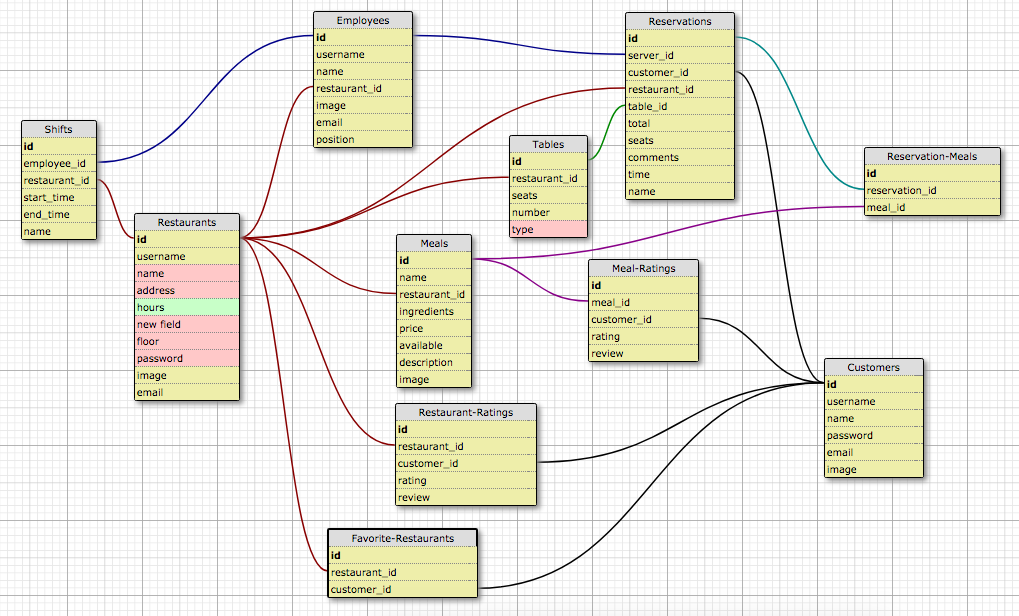 Employees
id
username
name
restaurant_id
image
email
position
Reservations
id
server_id
customer_id
restaurant_id
table_id
total
seats
comments
time
name
Shifts
id
employee_id
restaurant_id
start_time
end_time
name
Tables
id
restaurant_id
seats
number
type
Reservation-Meals
id
reservation_id
meal_id
Restaurants
id
username
name
address
hours
new field
floor
password
image
email
Meals
id
name
restaurant_id
ingredients
price
available
description
image
Meal-Ratings
id
meal_id
customer_id
rating
review
Customers
id
username
name
password
email
image
Restaurant-Ratings
id
restaurant_id
customer_id
rating
review
Favorite-Restaurants
id
restaurant_id
customer_id